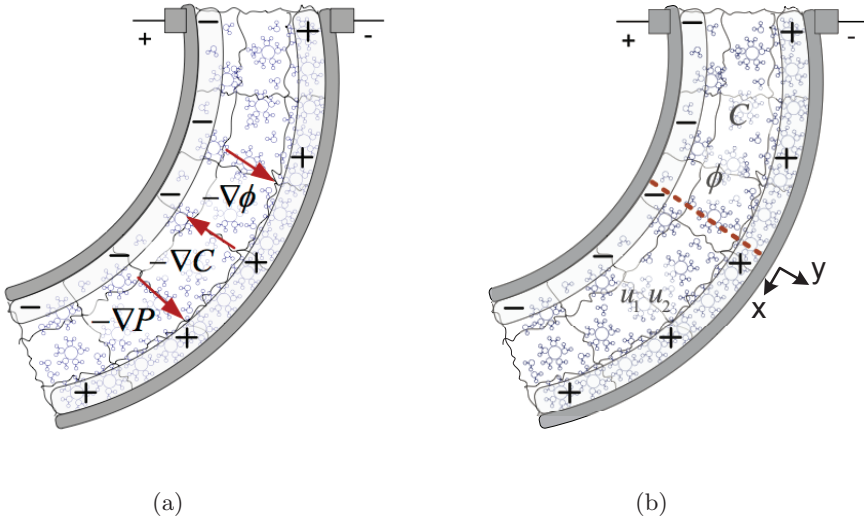 + - + -
− + − +
− + − C +
−∇ϕ ϕ
− −
− −∇C + − + y
− −∇P − u₁ u₂ x
+ +
+ +
(a) (b)